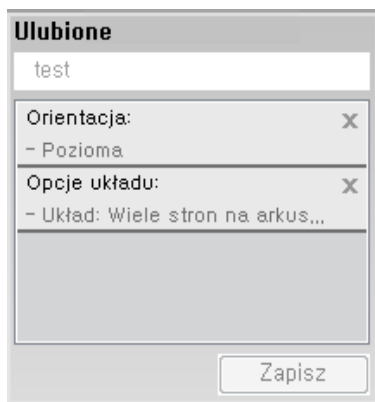 Ulubione
test
Orientacja:
- Pozioma
Opcje układu:
- Układ: Wiele stron na arkus...
Zapisz